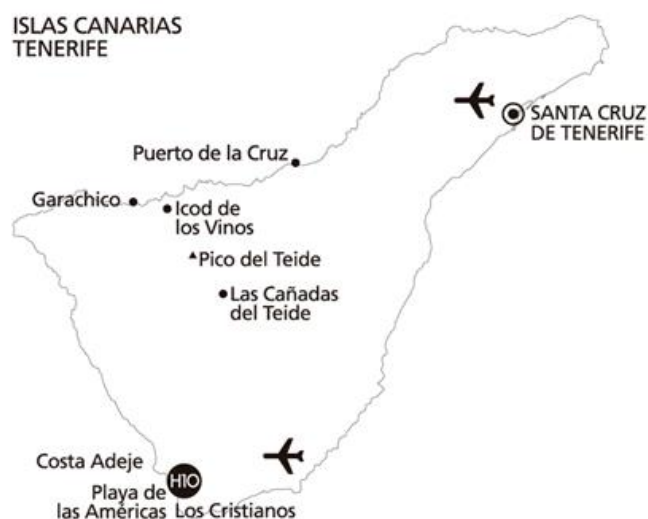 ISLAS CANARIAS
TENERIFE
SANTA CRUZ
DE TENERIFE
Puerto de la Cruz
Garachico
Icod de
los Vinos
Pico del Teide
Las Cañadas
del Teide
Costa Adeje
H10
Playa de
las Américas
Los Cristianos